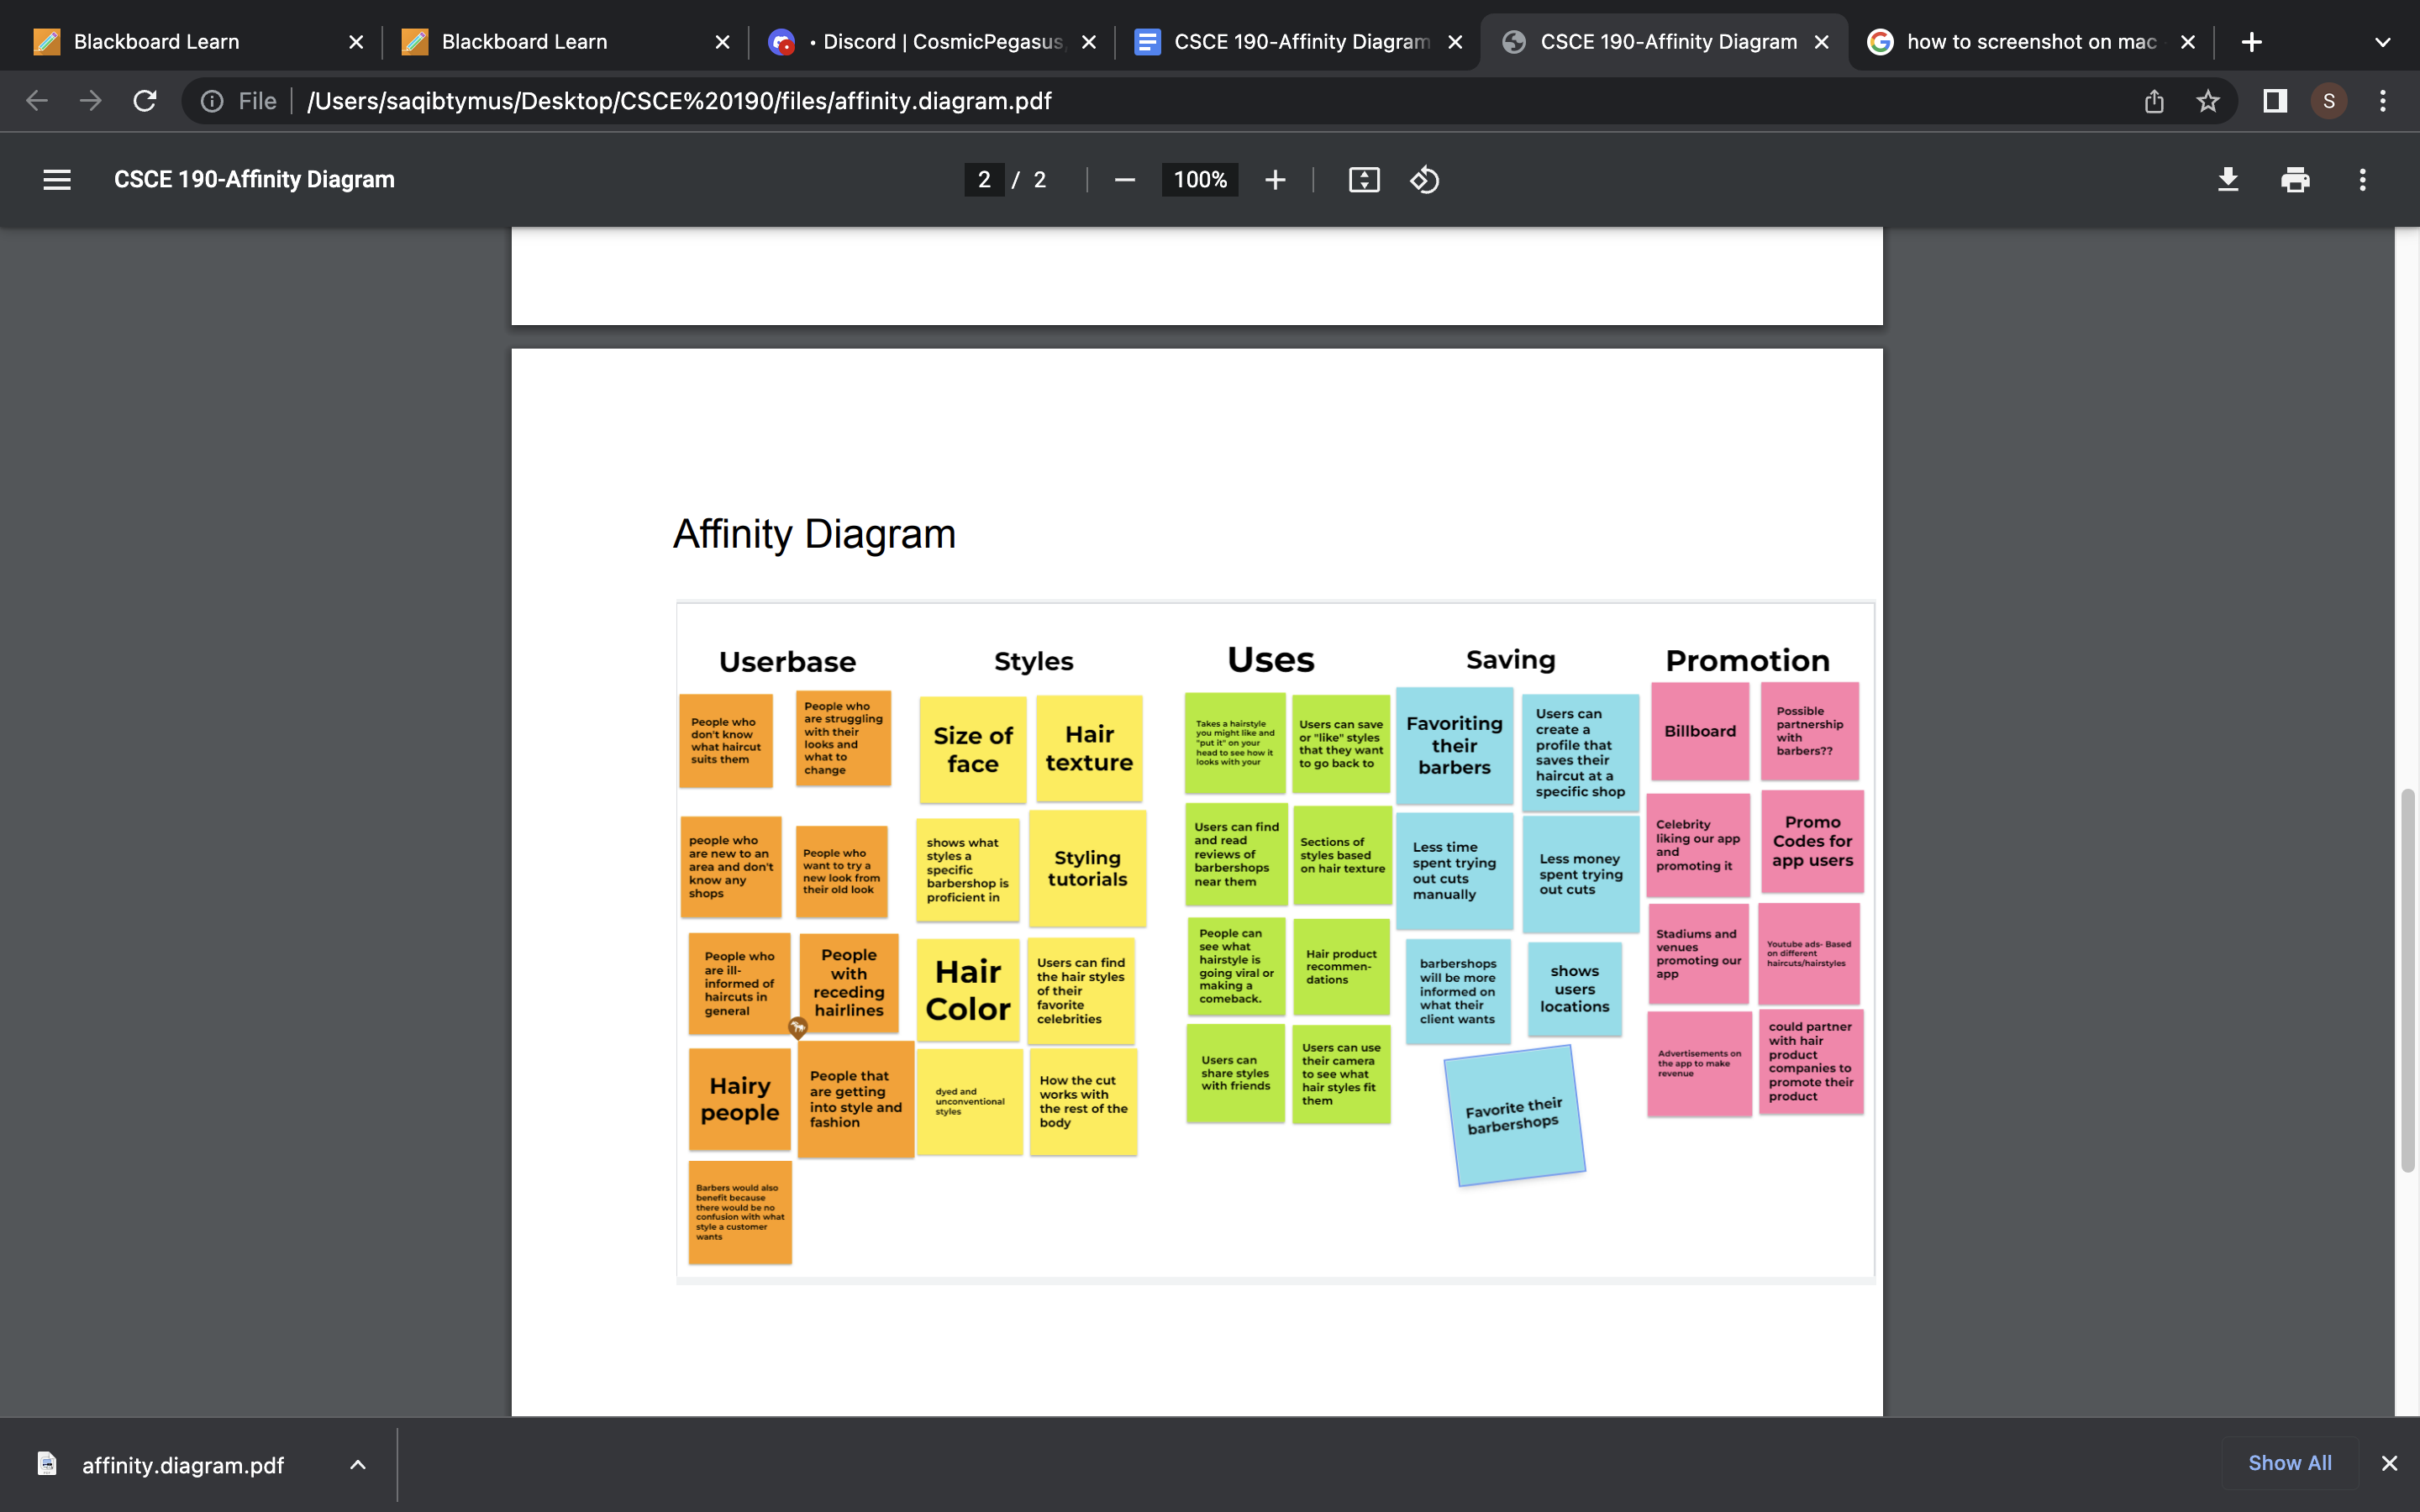 Blackboard Learn
Blackboard Learn
• Discord | CosmicPegasus,
CSCE 190-Affinity Diagram
CSCE 190-Affinity Diagram
how to screenshot on mac
File
/Users/saqibtymus/Desktop/CSCE%20190/files/affinity.diagram.pdf
S
CSCE 190-Affinity Diagram
2 / 2
100%
Affinity Diagram
Userbase
People who
don't know
what haircut
suits them
People who
are struggling
with their
looks and
what to
change
people who
are new to an
area and don't
know any
shops
People who
want to try a
new look from
their old look
People who
are ill-
informed of
haircuts in
general
People
with
receding
hairlines
Hairy
people
People that
are getting
into style and
fashion
Barbers would also
benefit because
there would be no
confusion with what
style a customer
wants
Styles
Size of
face
Hair
texture
shows what
styles a
specific
barbershop is
proficient in
Styling
tutorials
Hair
Color
Users can find
the hair styles
of their
favorite
celebrities
dyed and
unconventional
styles
How the cut
works with
the rest of the
body
Uses
Takes a hairstyle
you might like and
"put it" on your
head to see how it
looks with your
Users can save
or "like" styles
that they want
to go back to
Users can find
and read
reviews of
barbershops
near them
Sections of
styles based
on hair texture
People can
see what
hairstyle is
going viral or
making a
comeback.
Hair product
recommen-
dations
Users can
share styles
with friends
Users can use
their camera
to see what
hair styles fit
them
Saving
Favoriting
their
barbers
Users can
create a
profile that
saves their
haircut at a
specific shop
Less time
spent trying
out cuts
manually
Less money
spent trying
out cuts
barbershops
will be more
informed on
what their
client wants
shows
users
locations
Favorite their
barbershops
Promotion
Billboard
Possible
partnership
with
barbers??
Celebrity
liking our app
and
promoting it
Promo
Codes for
app users
Stadiums and
venues
promoting our
app
Youtube ads- Based
on different
haircuts/hairstyles
Advertisements on
the app to make
revenue
could partner
with hair
product
companies to
promote their
product
affinity.diagram.pdf
Show All